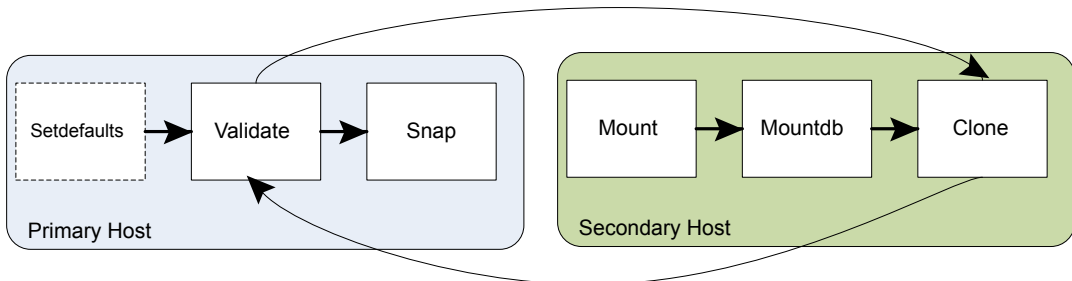 Setdefaults
Validate
Snap
Primary Host
Mount
Mountdb
Clone
Secondary Host